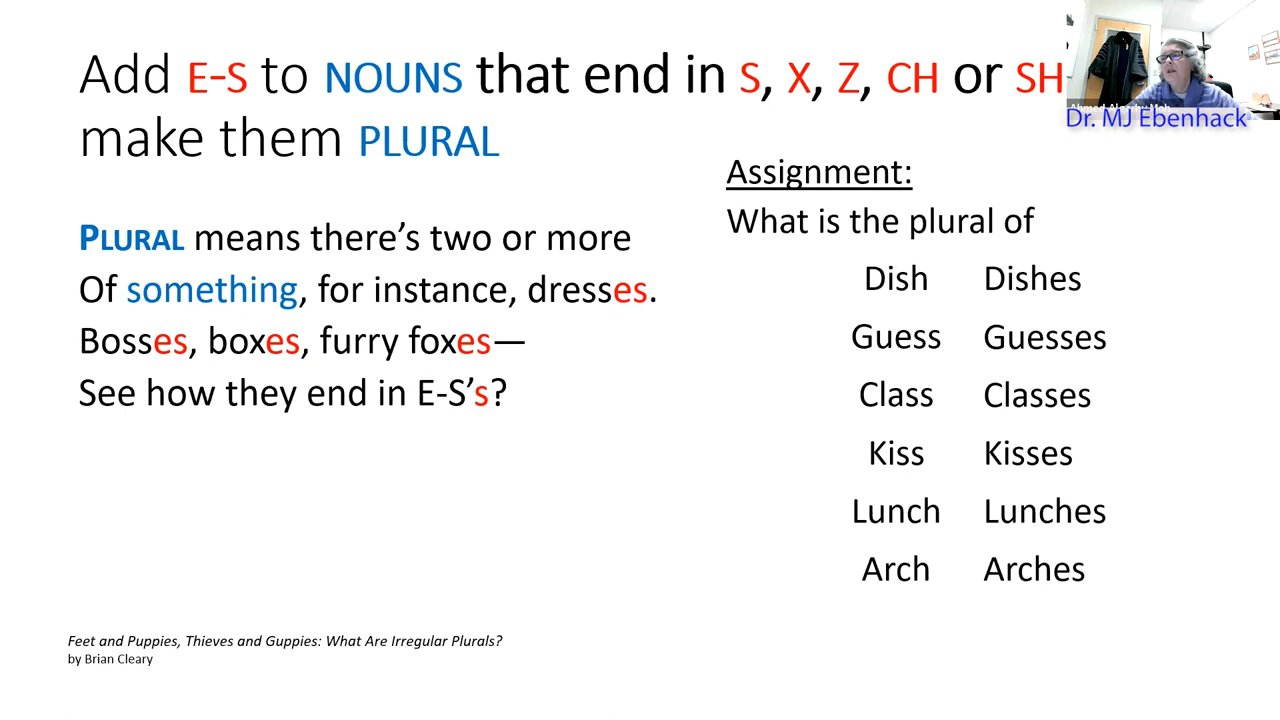 Add E-S to NOUNS that end in S, X, Z, CH or SH
make them PLURAL
Dr. MJ Ebenhack
PLURAL means there's two or more
Of something, for instance, dresses.
Bosses, boxes, furry foxes—
See how they end in E-S's?
Assignment:
What is the plural of
Dish Dishes
Guess Guesses
Class Classes
Kiss Kisses
Lunch Lunches
Arch Arches
Feet and Puppies, Thieves and Guppies: What Are Irregular Plurals?
by Brian Cleary